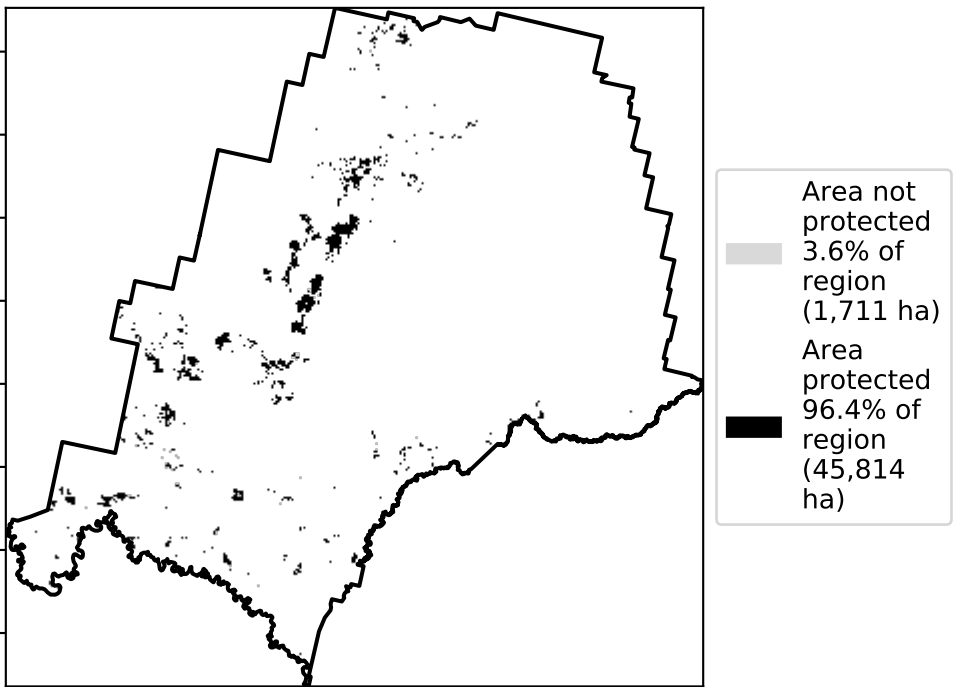 Area not
protected
3.6% of
region
(1,711 ha)
Area
protected
96.4% of
region
(45,814
ha)